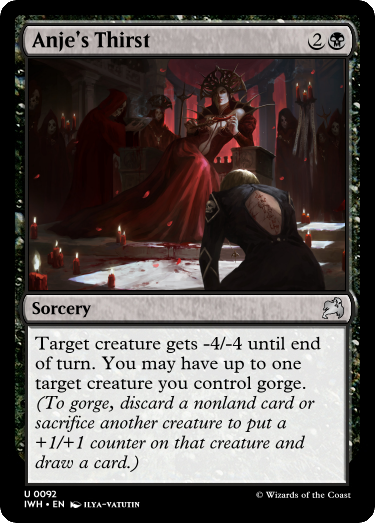 Anje's Thirst 2
Sorcery
Target creature gets -4/-4 until end
of turn. You may have up to one
target creature you control gorge.
(To gorge, discard a nonland card or
sacrifice another creature to put a
+1/+1 counter on that creature and
draw a card.)
U 0092
IWH • EN ILYA-VATUTIN © Wizards of the Coast